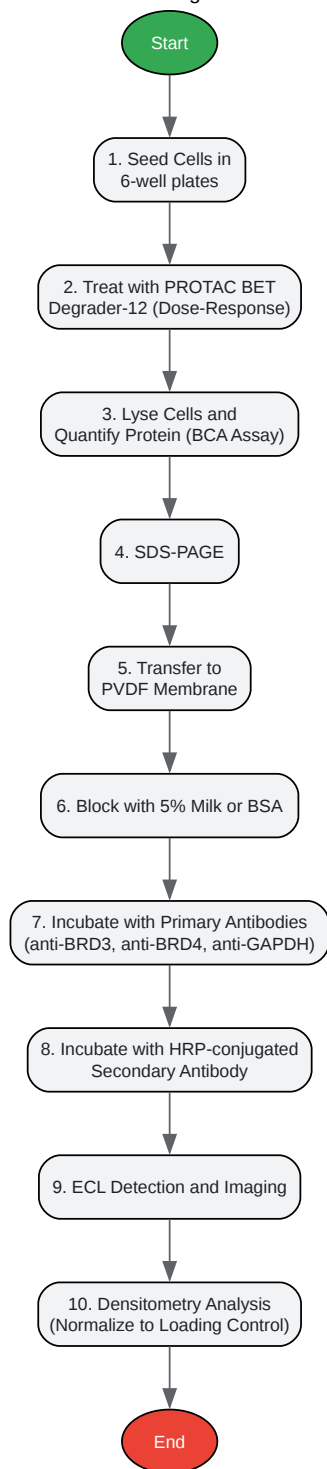 Start
1. Seed Cells in
6-well plates
2. Treat with PROTAC BET
Degrader-12 (Dose-Response)
3. Lyse Cells and
Quantify Protein (BCA Assay)
4. SDS-PAGE
5. Transfer to
PVDF Membrane
6. Block with 5% Milk or BSA
7. Incubate with Primary Antibodies
(anti-BRD3, anti-BRD4, anti-GAPDH)
8. Incubate with HRP-conjugated
Secondary Antibody
9. ECL Detection and Imaging
10. Densitometry Analysis
(Normalize to Loading Control)
End